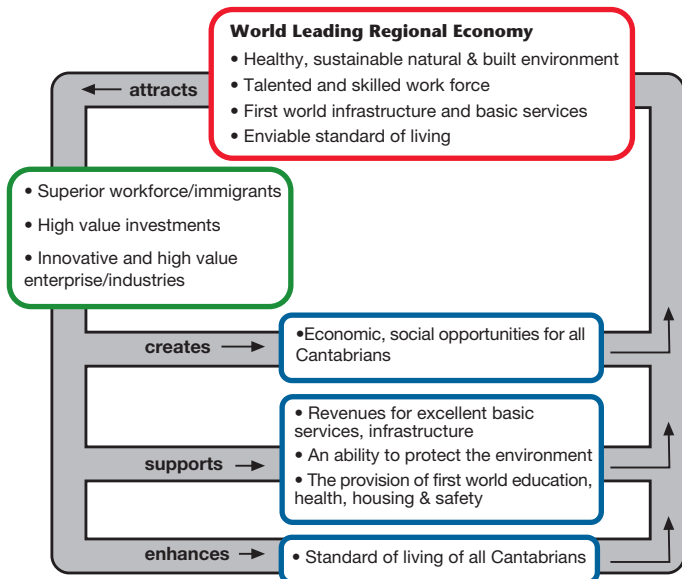 World Leading Regional Economy
• Healthy, sustainable natural & built environment
• Talented and skilled work force
• First world infrastructure and basic services
• Enviable standard of living
attracts
• Superior workforce/immigrants
• High value investments
• Innovative and high value
enterprise/industries
creates
•Economic, social opportunities for all
Cantabrians
supports
• Revenues for excellent basic
services, infrastructure
• An ability to protect the environment
• The provision of first world education,
health, housing & safety
enhances
• Standard of living of all Cantabrians